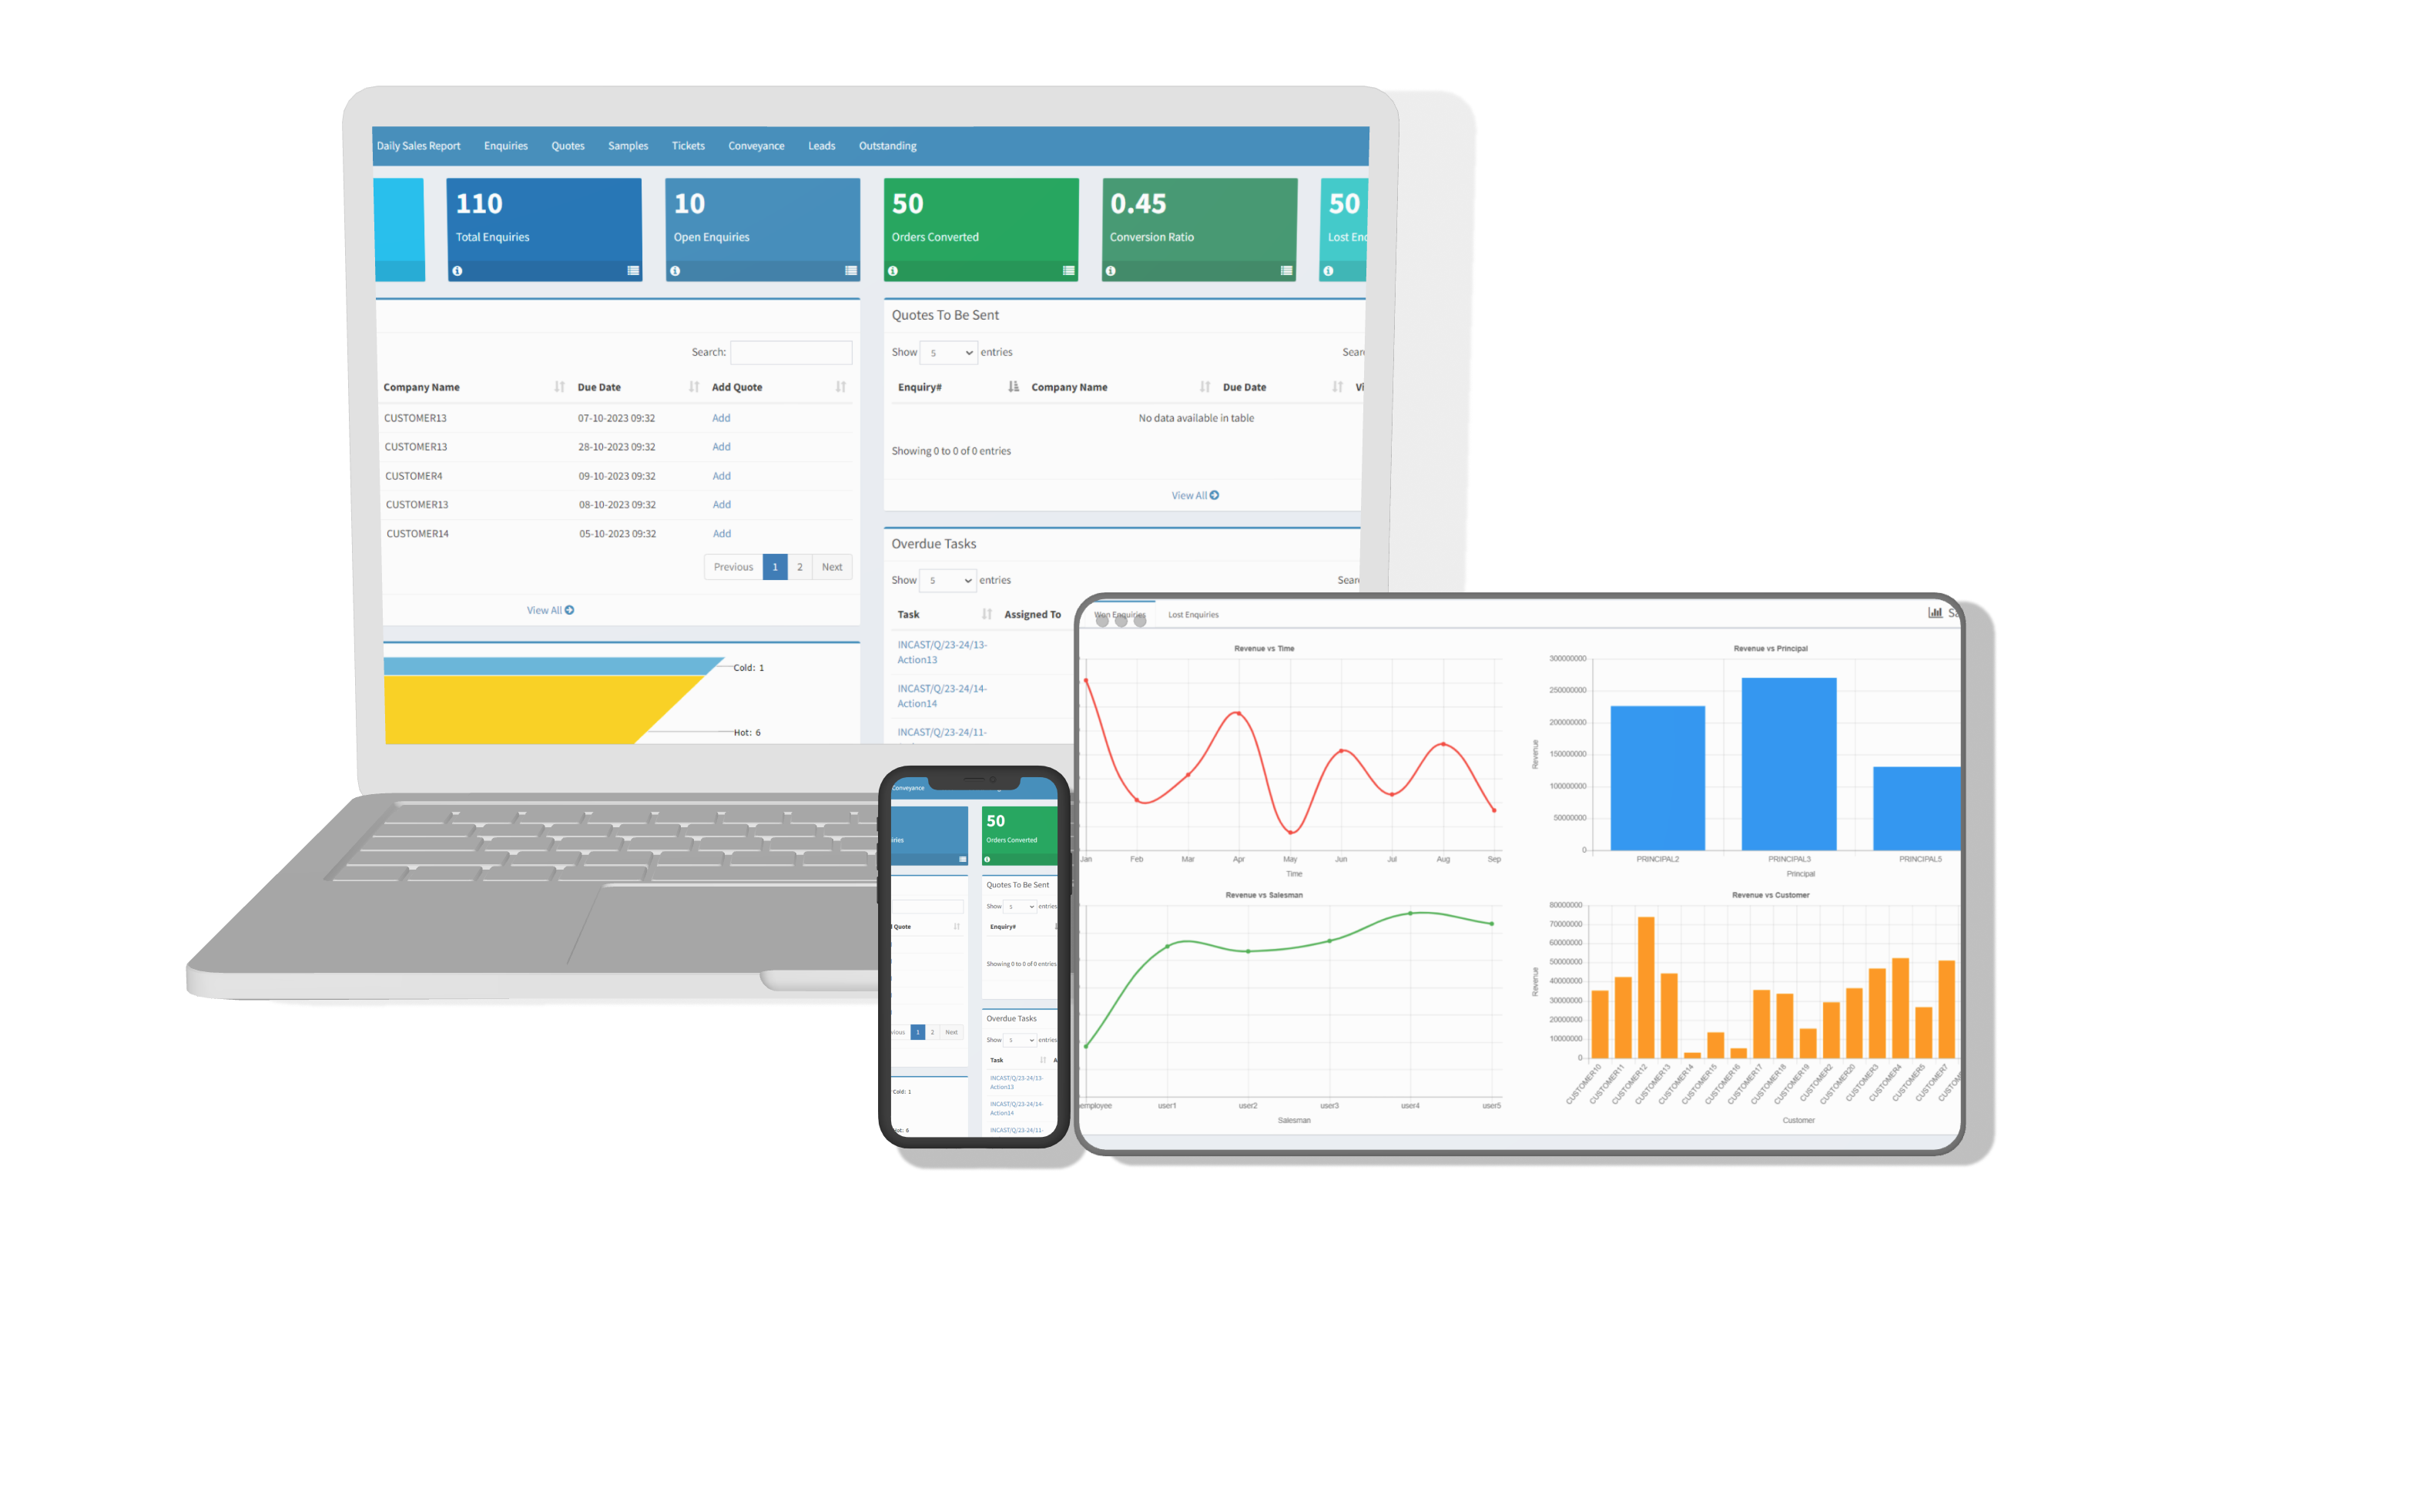 Daily Sales Report Enquiries Quotes Samples Tickets Conveyance Leads Outstanding
110 10 50 0.45 50
Total Enquiries Open Enquiries Orders Converted Conversion Ratio Lost
Search:
Company Name Due Date Add Quote
CUSTOMER13 07-10-2023 09:32 Add
CUSTOMER13 28-10-2023 09:32 Add
CUSTOMER4 09-10-2023 09:32 Add
CUSTOMER13 08-10-2023 09:32 Add
CUSTOMER14 05-10-2023 09:32 Add
Previous 1 2 Next
View All
Cold: 1
Hot: 6
Quotes To Be Sent
Show 5 entries
Enquiry# Company Name Due Date
No data available in table
Showing 0 to 0 of 0 entries
View All
Overdue Tasks
Show 5 entries
Task Assigned To
INCAST/Q/23-24/13-
Action13
INCAST/Q/23-24/14-
Action14
INCAST/Q/23-24/11-
Conveyance
50
Orders Converted
Quotes To Be Sent
Show 5 entries
Quote Enquiry#
Showing 0 to 0 of 0 entries
1 2 Next
Overdue Tasks
Show 5 entries
Task
INCAST/Q/23-24/13-
Action13
INCAST/Q/23-24/14-
Action14
INCAST/Q/23-24/11-
Cold: 1
Won Enquiries Lost Enquiries
Revenue vs Time
Jan Feb Mar Apr May Jun Jul Aug Sep
Time
Revenue vs Principal
300000000
250000000
200000000
150000000
100000000
50000000
0
Revenue
PRINCIPAL2 PRINCIPAL3 PRINCIPAL5
Principal
Revenue vs Salesman
employee user1 user2 user3 user4 user5
Salesman
Revenue vs Customer
80000000
70000000
60000000
50000000
40000000
30000000
20000000
10000000
0
Revenue
CUSTOMER10 CUSTOMER11 CUSTOMER12 CUSTOMER13 CUSTOMER14 CUSTOMER15 CUSTOMER16 CUSTOMER17 CUSTOMER18 CUSTOMER19 CUSTOMER2 CUSTOMER20 CUSTOMER3 CUSTOMER4 CUSTOMER5 CUSTOMER7
Customer